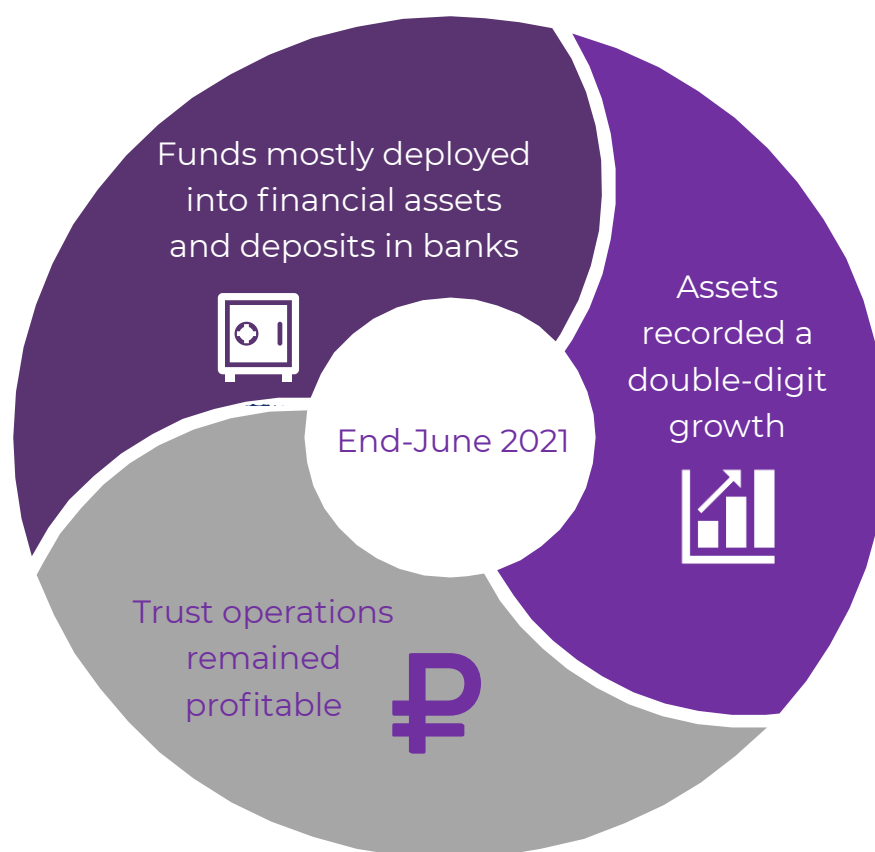 Funds mostly deployed
into financial assets
and deposits in banks
Assets
recorded a
double-digit
growth
End-June 2021
Trust operations
remained
profitable